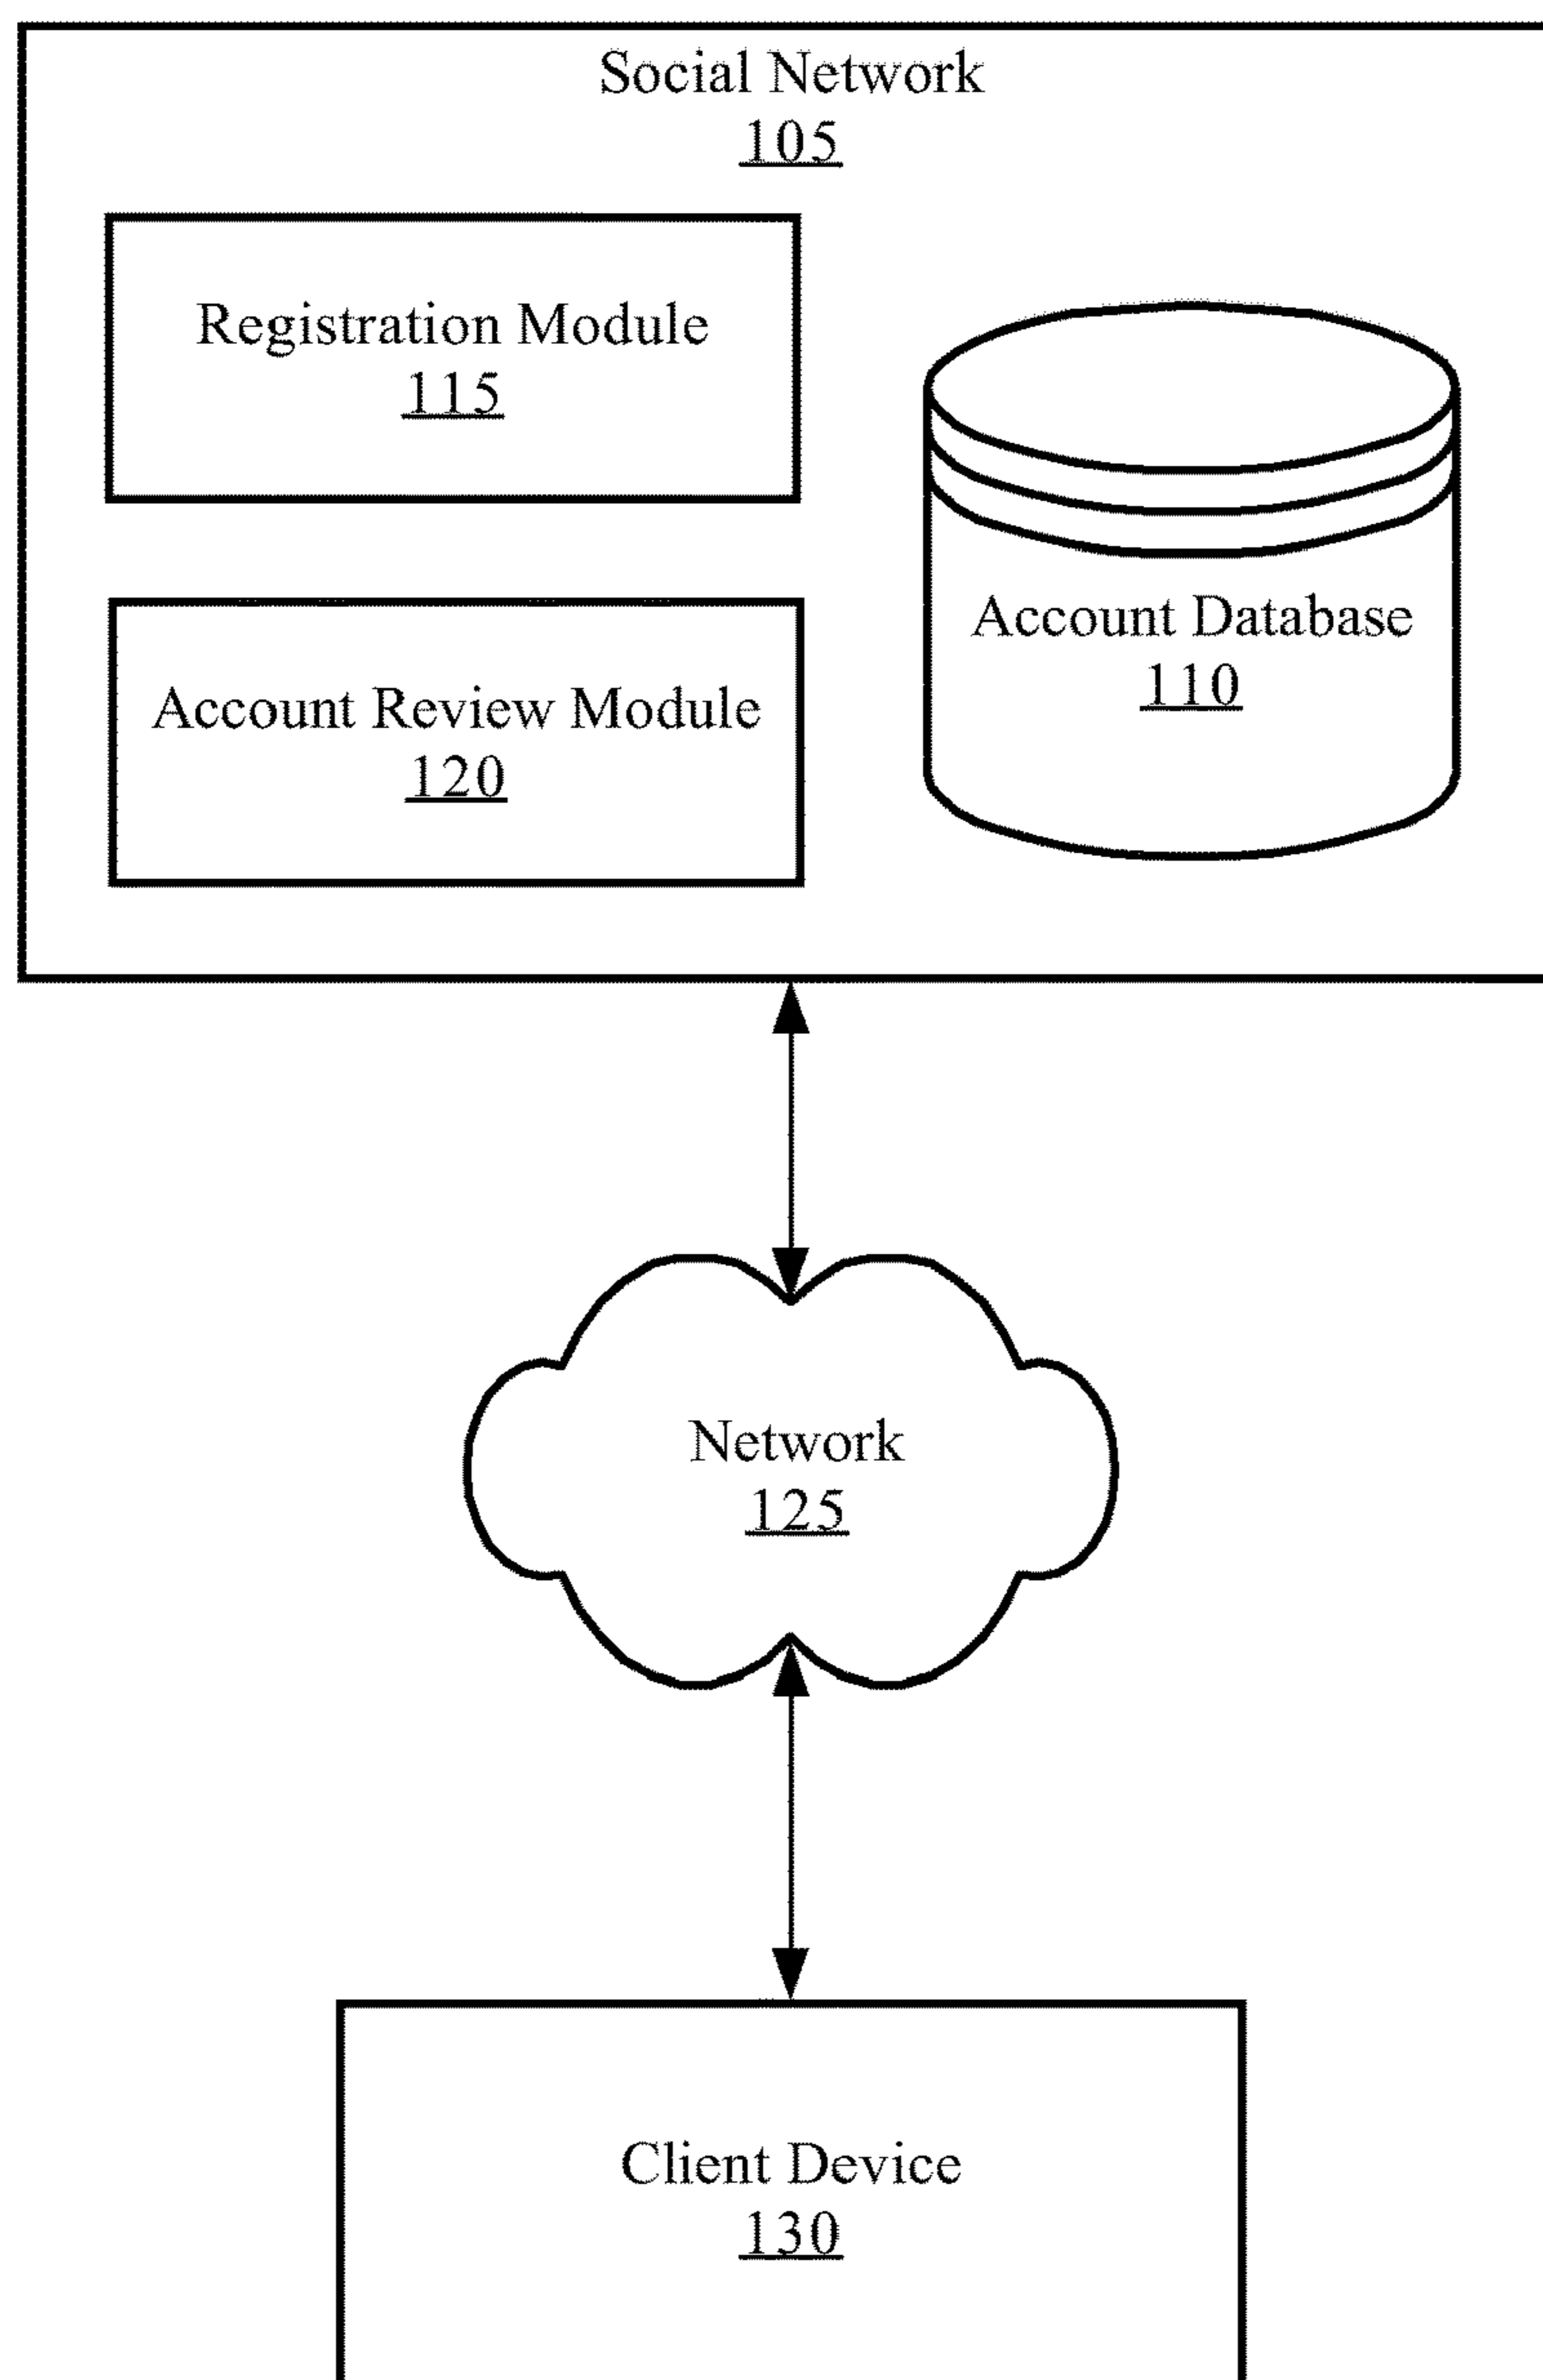 Social Network
105
Registration Module
115
Account Database
110
Account Review Module
120
Network
125
Client Device
130